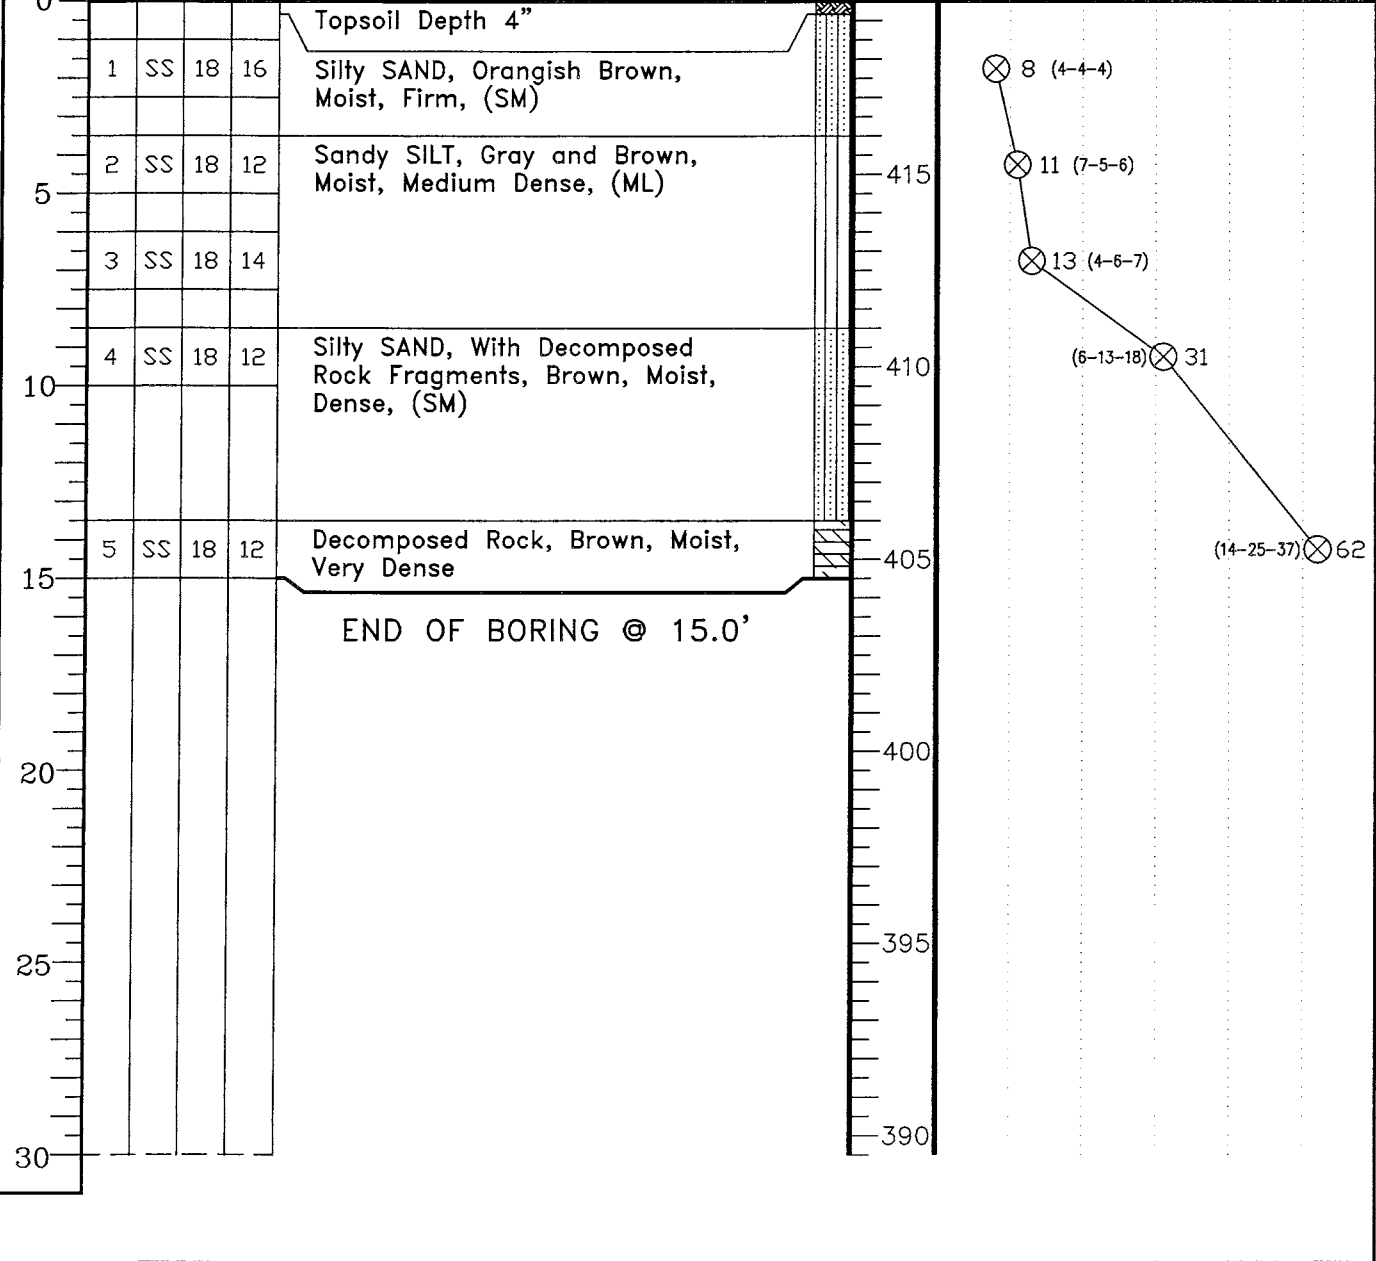 0
Topsoil Depth 4”
1 SS 18 16 Silty SAND, Orangish Brown, 8 (4-4-4)
Moist, Firm, (SM)
2 SS 18 12 Sandy SILT, Gray and Brown, 415 11 (7-5-6)
5 Moist, Medium Dense, (ML)
3 SS 18 14 13 (4-6-7)
4 SS 18 12 Silty SAND, With Decomposed 410 (6-13-18) 31
10 Rock Fragments, Brown, Moist,
Dense, (SM)
5 SS 18 12 Decomposed Rock, Brown, Moist, 405 (14-25-37) 62
15 Very Dense
END OF BORING @ 15.0’
400
20
395
25
390
30